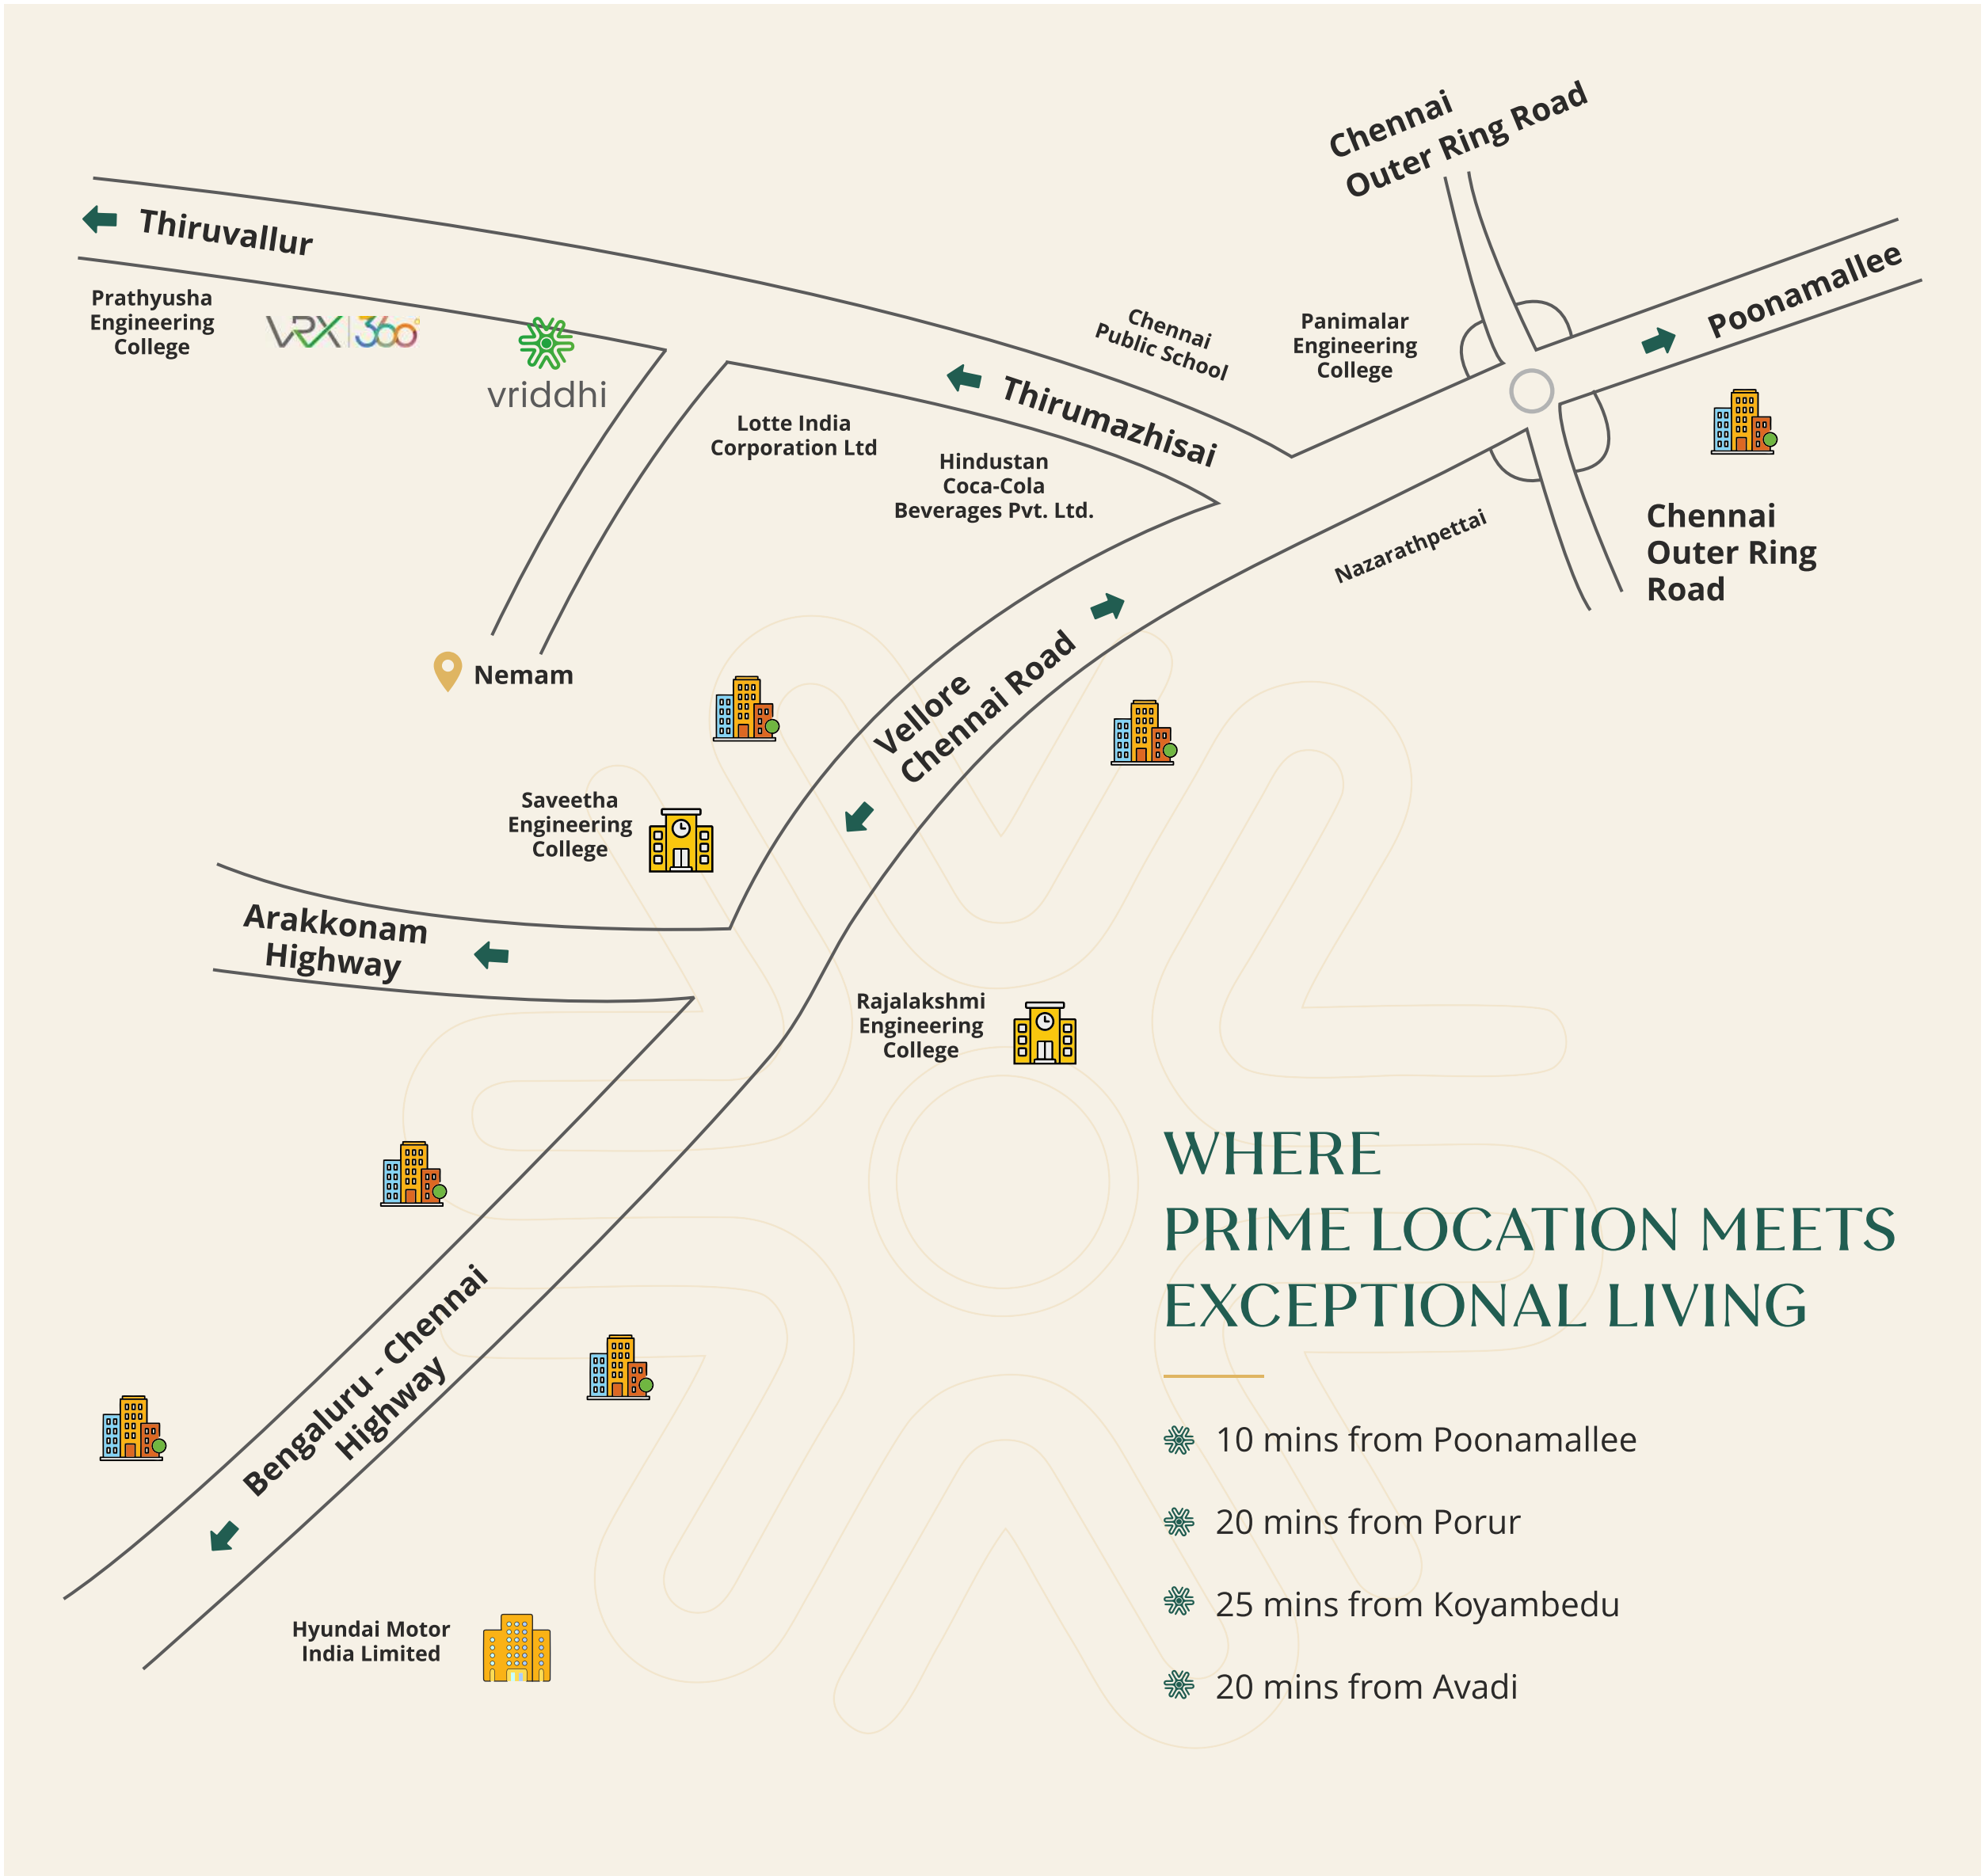 Chennai
Outer Ring Road
Thiruvallur
Poonamallee
Prathyusha
Engineering
College
VRX 360°
vriddhi
Chennai
Public School
Panimalar
Engineering
College
Thirumazhisai
Lotte India
Corporation Ltd
Hindustan
Coca-Cola
Beverages Pvt. Ltd.
Nazarathpettai
Chennai
Outer Ring
Road
Nemam
Vellore
Chennai Road
Saveetha
Engineering
College
Arakkonam
Highway
Rajalakshmi
Engineering
College
Bengaluru - Chennai
Highway
Hyundai Motor
India Limited
WHERE
PRIME LOCATION MEETS
EXCEPTIONAL LIVING
10 mins from Poonamallee
20 mins from Porur
25 mins from Koyambedu
20 mins from Avadi